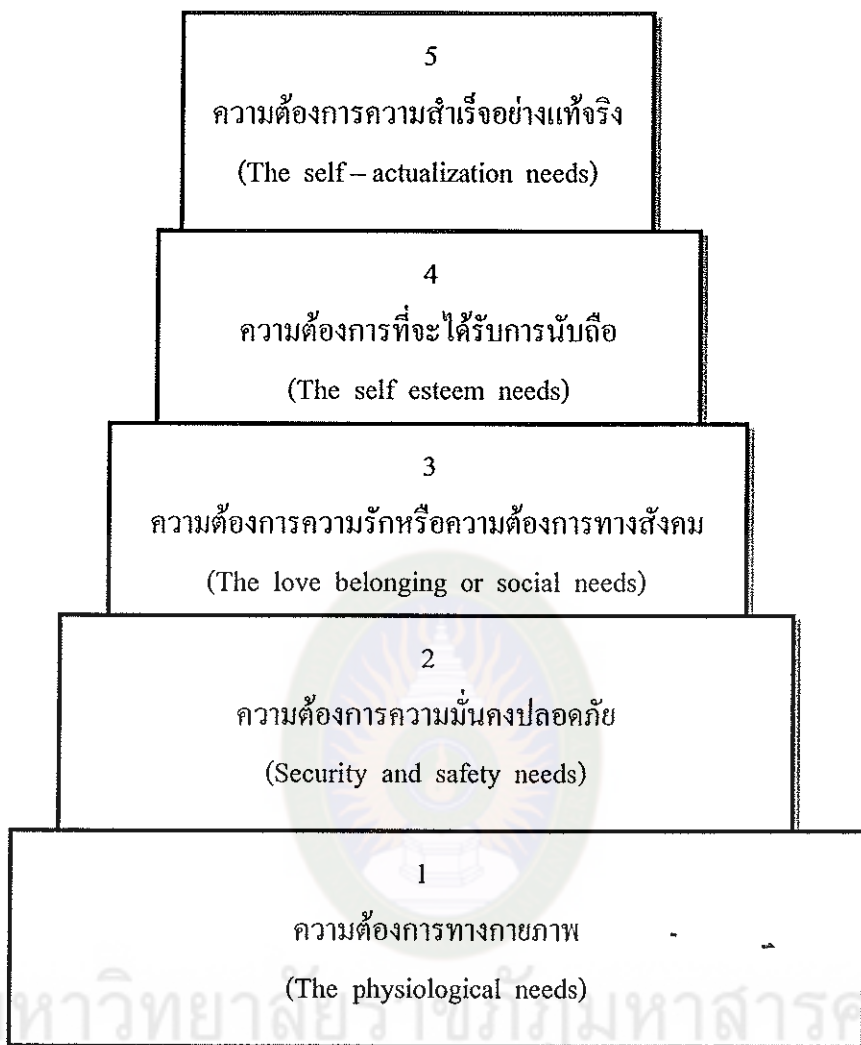 5
ความต้องการความสำเร็จอย่างแท้จริง
(The self – actualization needs)
4
ความต้องการที่จะได้รับการนับถือ
(The self esteem needs)
3
ความต้องการความรักหรือความต้องการทางสังคม
(The love belonging or social needs)
2
ความต้องการความมั่นคงปลอดภัย
(Security and safety needs)
1
ความต้องการทางกายภาพ
(The physiological needs)